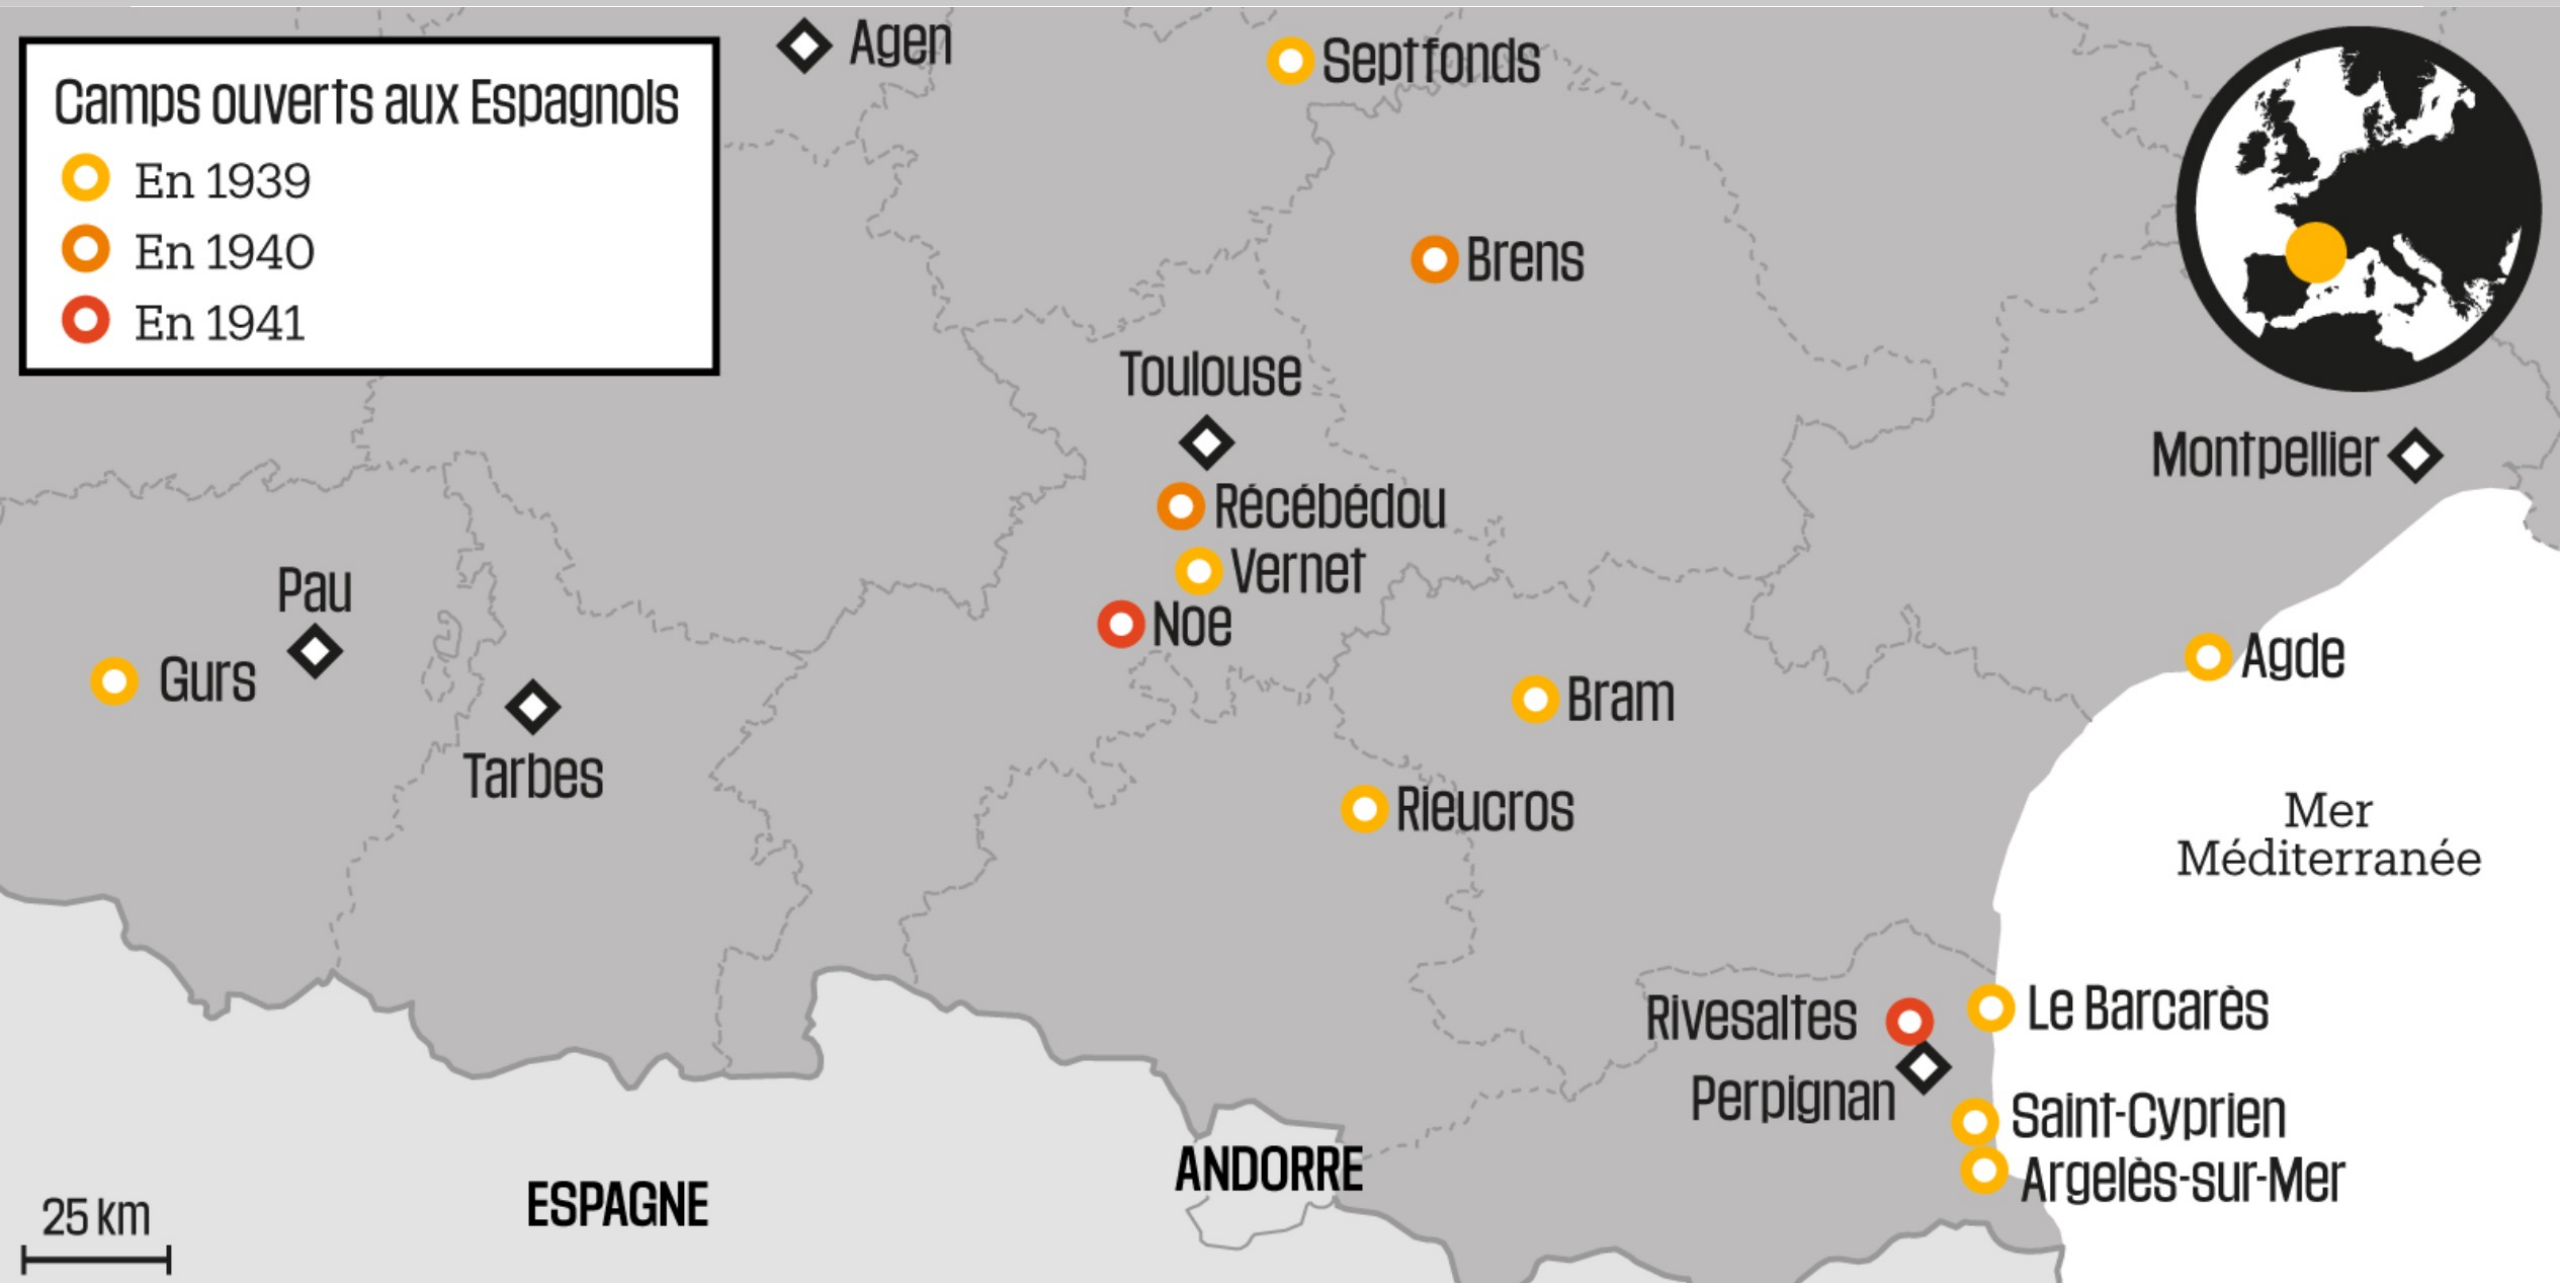 Camps ouverts aux Espagnols
En 1939
En 1940
En 1941
Agen
Septfonds
Brens
Toulouse
Montpellier
Récébédou
Vernet
Noe
Pau
Gurs
Tarbes
Agde
Bram
Rieucros
Mer
Méditerranée
Rivesaltes
Le Barcarès
Perpignan
Saint-Cyprien
Argelès-sur-Mer
ANDORRE
ESPAGNE
25 km